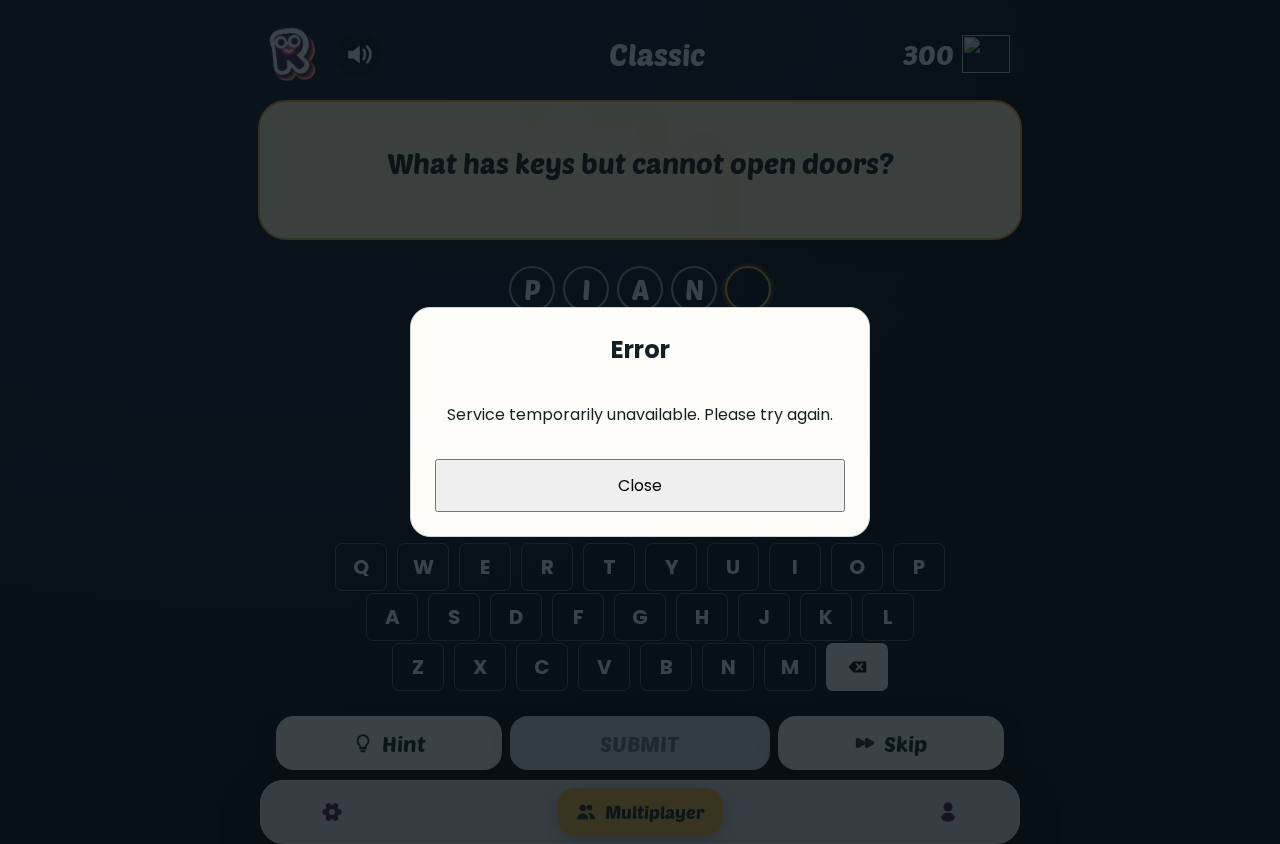 R
Classic
300
What has keys but cannot open doors?
P I A N
Error
Service temporarily unavailable. Please try again.
Close
Q W E R T Y U I O P
A S D F G H J K L
Z X C V B N M
Hint SUBMIT Skip
Multiplayer